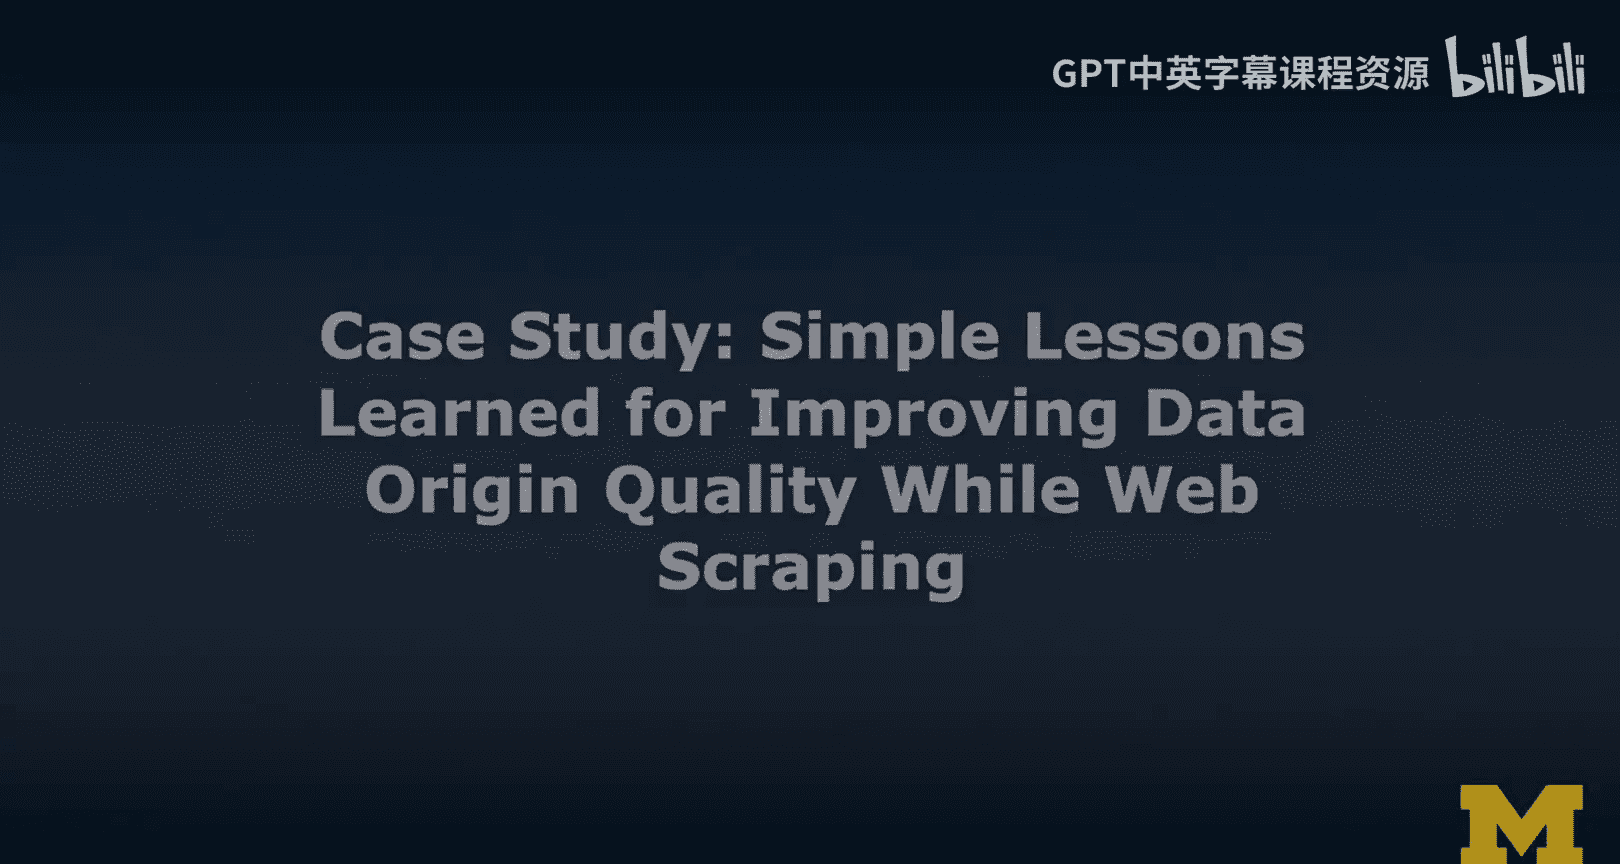 GPT中英字幕课程资源 bilibili
Case Study: Simple Lessons
Learned for Improving Data
Origin Quality While Web
Scraping
M